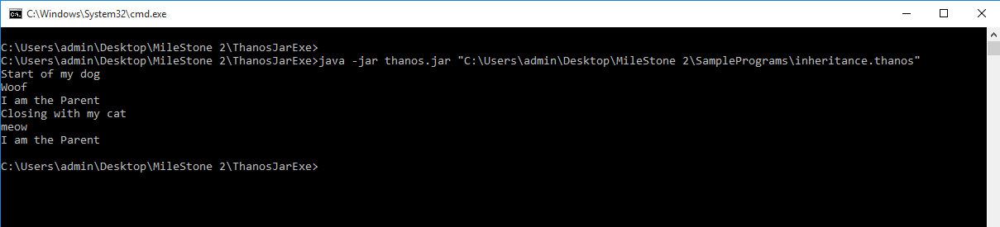 C:\Windows\System32\cmd.exe
C:\Users\admin\Desktop\MileStone 2\ThanosJarExe>
C:\Users\admin\Desktop\MileStone 2\ThanosJarExe>java -jar thanos.jar "C:\Users\admin\Desktop\MileStone 2\SamplePrograms\inheritance.thanos"
Start of my dog
Woof
I am the Parent
Closing with my cat
meow
I am the Parent
C:\Users\admin\Desktop\MileStone 2\ThanosJarExe>